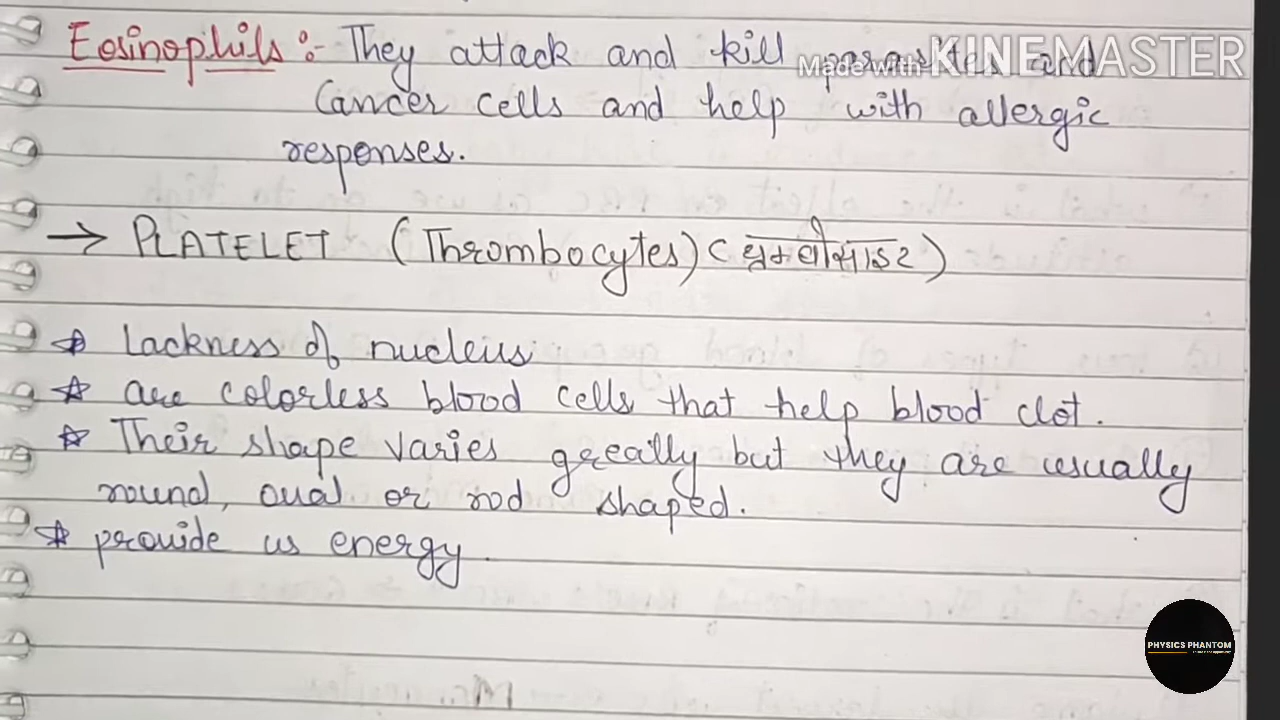 Eosinophils :- They attack and kill parasites and
Cancer cells and help with allergic
responses.
→ PLATELET (Thrombocytes) (थ्रम्बोसाइट)
* Lackness of nucleus
* are colorless blood cells that help blood clot.
* Their shape varies greatly but they are usually
round, oval or rod shaped.
* provide us energy.
Made with KINEMASTER
PHYSICS PHANTOM